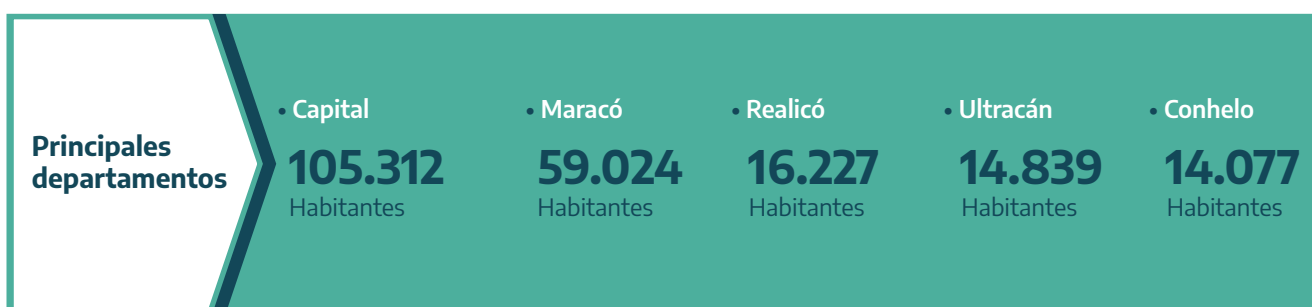 Principales
departamentos
• Capital
105.312
Habitantes
• Maracó
59.024
Habitantes
• Realicó
16.227
Habitantes
• Ultracán
14.839
Habitantes
• Conhelo
14.077
Habitantes